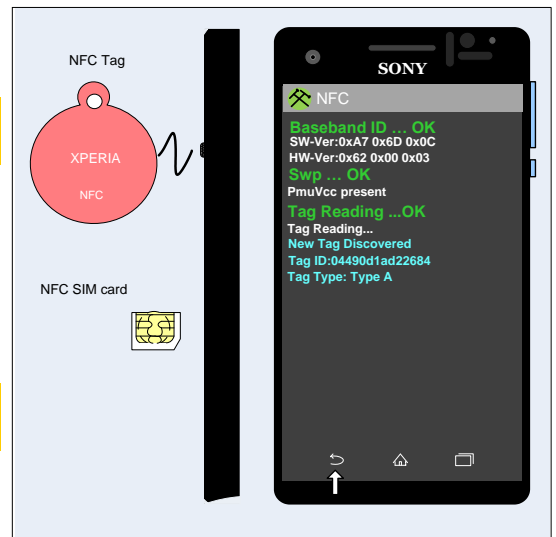 NFC Tag
XPERIA
NFC
NFC SIM card
SONY
NFC
Baseband ID ... OK
SW-Ver:0xA7 0x6D 0x0C
HW-Ver:0x62 0x00 0x03
Swp ... OK
PmuVcc present
Tag Reading ...OK
Tag Reading...
New Tag Discovered
Tag ID:04490d1ad22684
Tag Type: Type A